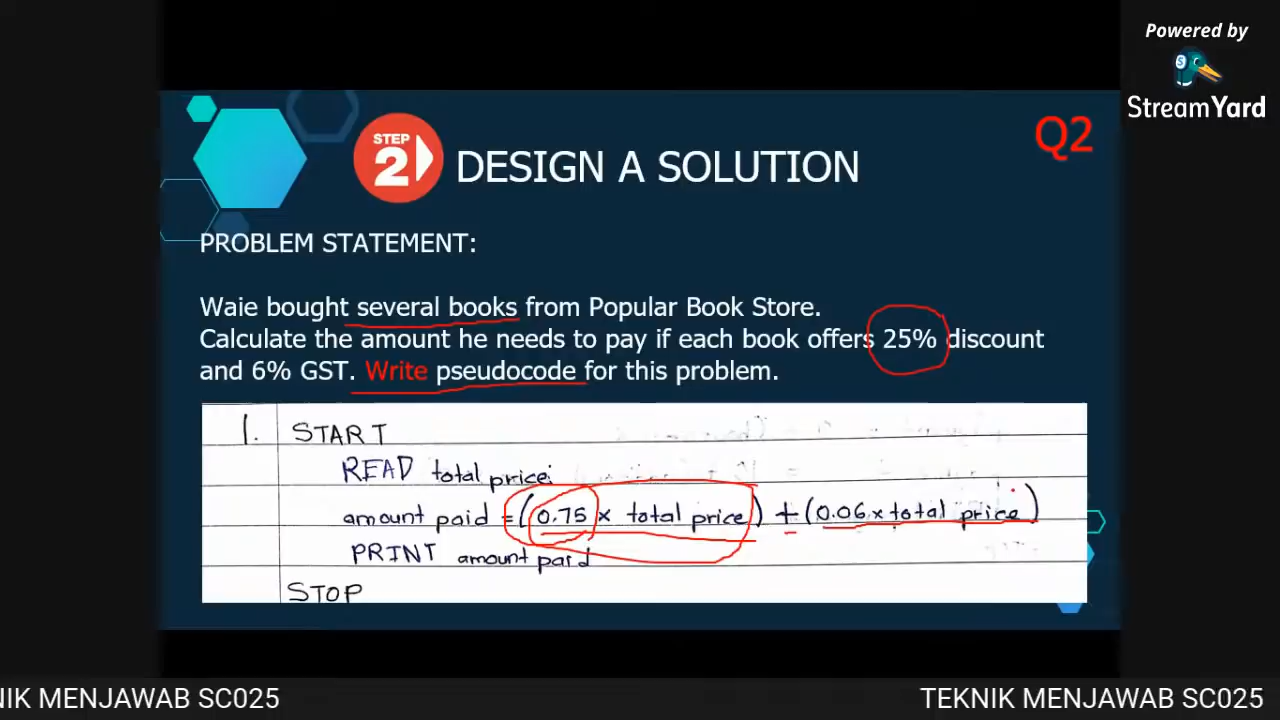 Powered by
StreamYard
Q2
STEP
2
DESIGN A SOLUTION
PROBLEM STATEMENT:
Waie bought several books from Popular Book Store.
Calculate the amount he needs to pay if each book offers 25% discount
and 6% GST. Write pseudocode for this problem.
1. START
READ total price;
amount paid = (0.75 x total price) + (0.06 x total price)
PRINT amount paid
STOP
NIK MENJAWAB SC025
TEKNIK MENJAWAB SC025